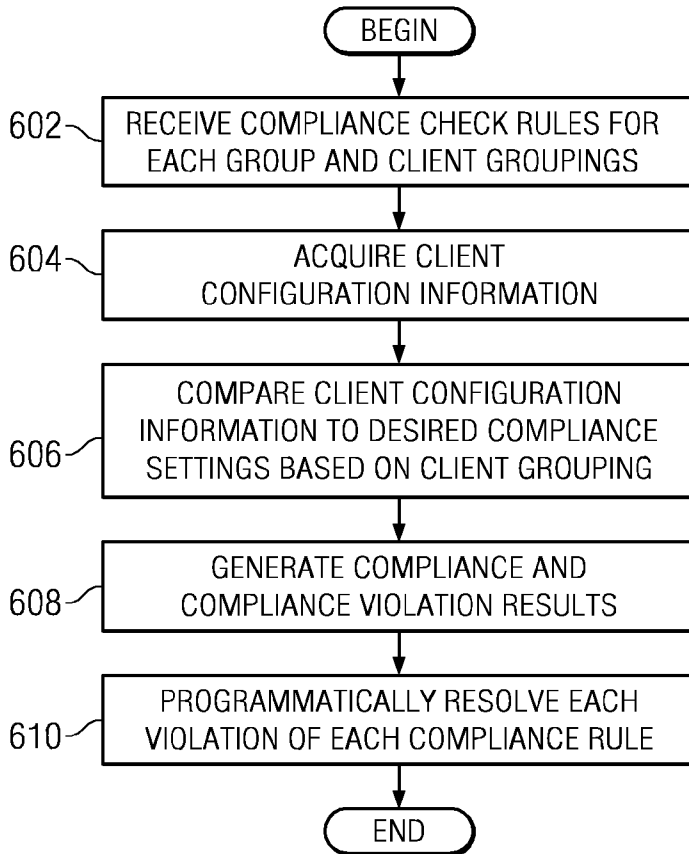 BEGIN
602
RECEIVE COMPLIANCE CHECK RULES FOR
EACH GROUP AND CLIENT GROUPINGS
604
ACQUIRE CLIENT
CONFIGURATION INFORMATION
606
COMPARE CLIENT CONFIGURATION
INFORMATION TO DESIRED COMPLIANCE
SETTINGS BASED ON CLIENT GROUPING
608
GENERATE COMPLIANCE AND
COMPLIANCE VIOLATION RESULTS
610
PROGRAMMATICALLY RESOLVE EACH
VIOLATION OF EACH COMPLIANCE RULE
END